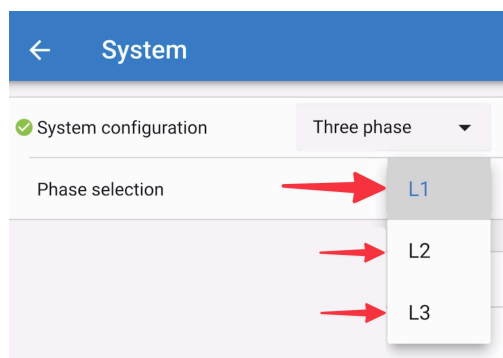 System
System configuration
Three phase
Phase selection
L1
L2
L3